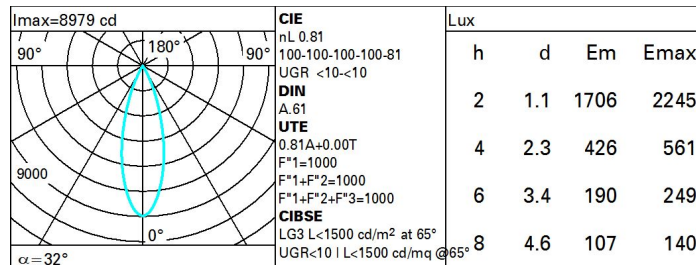 Imax=8979 cd
90° 180° 90°
9000
0°
α=32°
CIE
nL 0.81
100-100-100-100-81
UGR <10-<10
DIN
A.61
UTE
0.81A+0.00T
F"1=1000
F"1+F"2=1000
F"1+F"2+F"3=1000
CIBSE
LG3 L<1500 cd/m² at 65°
UGR<10 | L<1500 cd/mq @65°
Lux
h d Em Emax
2 1.1 1706 2245
4 2.3 426 561
6 3.4 190 249
8 4.6 107 140